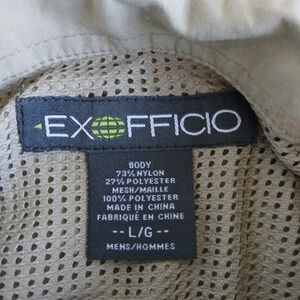 EXOFFICIO
BODY
73% NYLON
27% POLYESTER
MESH/MAILLE
100% POLYESTER
MADE IN CHINA
FABRIQUÉ EN CHINE
-- L/G --
MENS/HOMMES